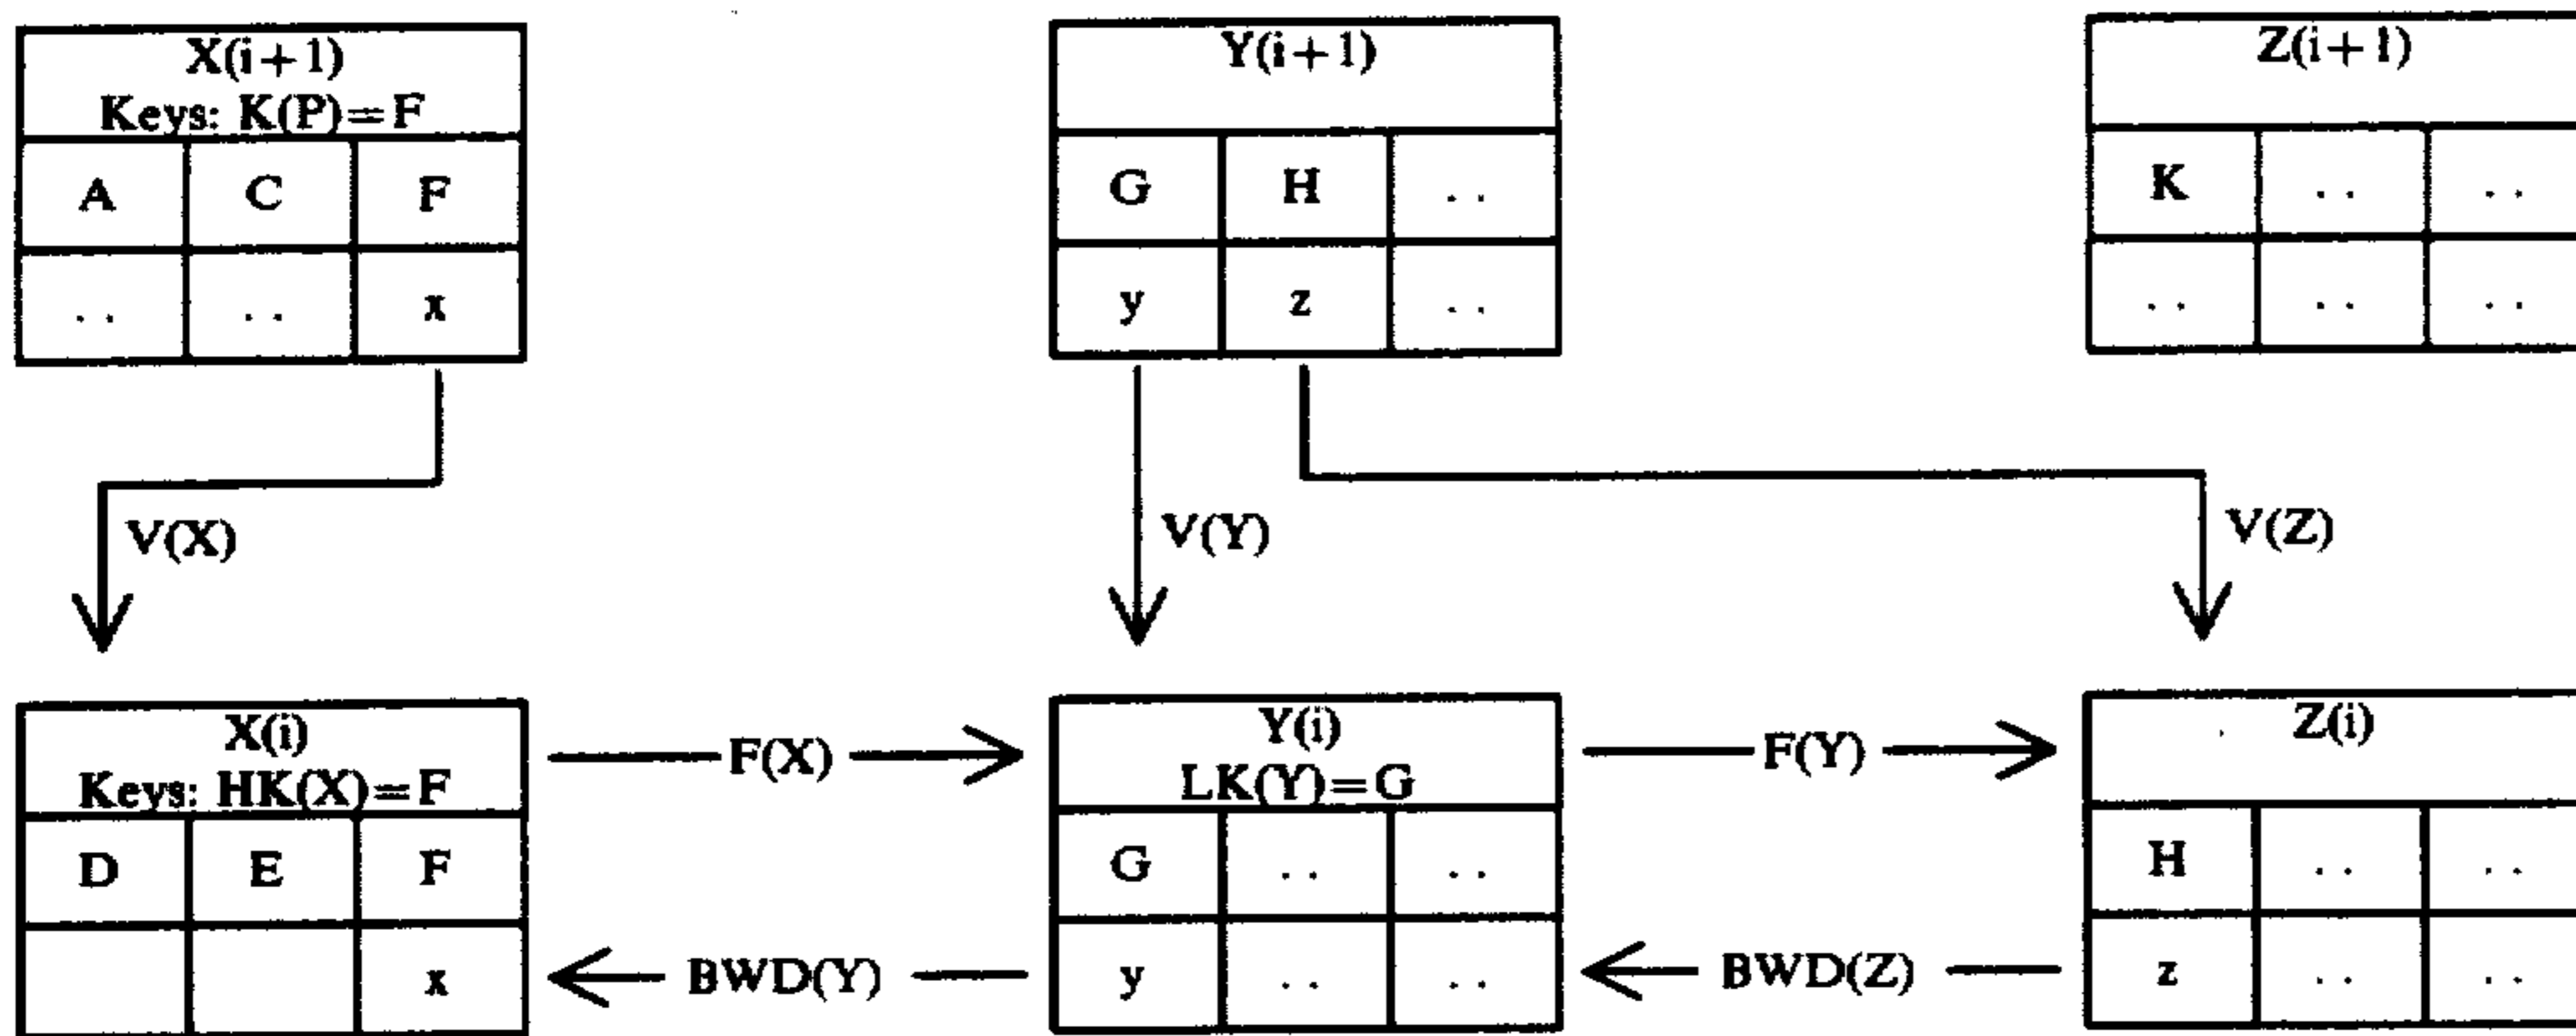 X(i+1)
Keys: K(P)=F
A C F
. . . . x
Y(i+1)
G H . .
y z . .
Z(i+1)
K . . . .
. . . . . .
V(X)
V(Y)
V(Z)
X(i)
Keys: HK(X)=F
D E F
x
F(X)
BWD(Y)
Y(i)
LK(Y)=G
G . . . .
y . . . .
F(Y)
BWD(Z)
Z(i)
H . . . .
z . . . .